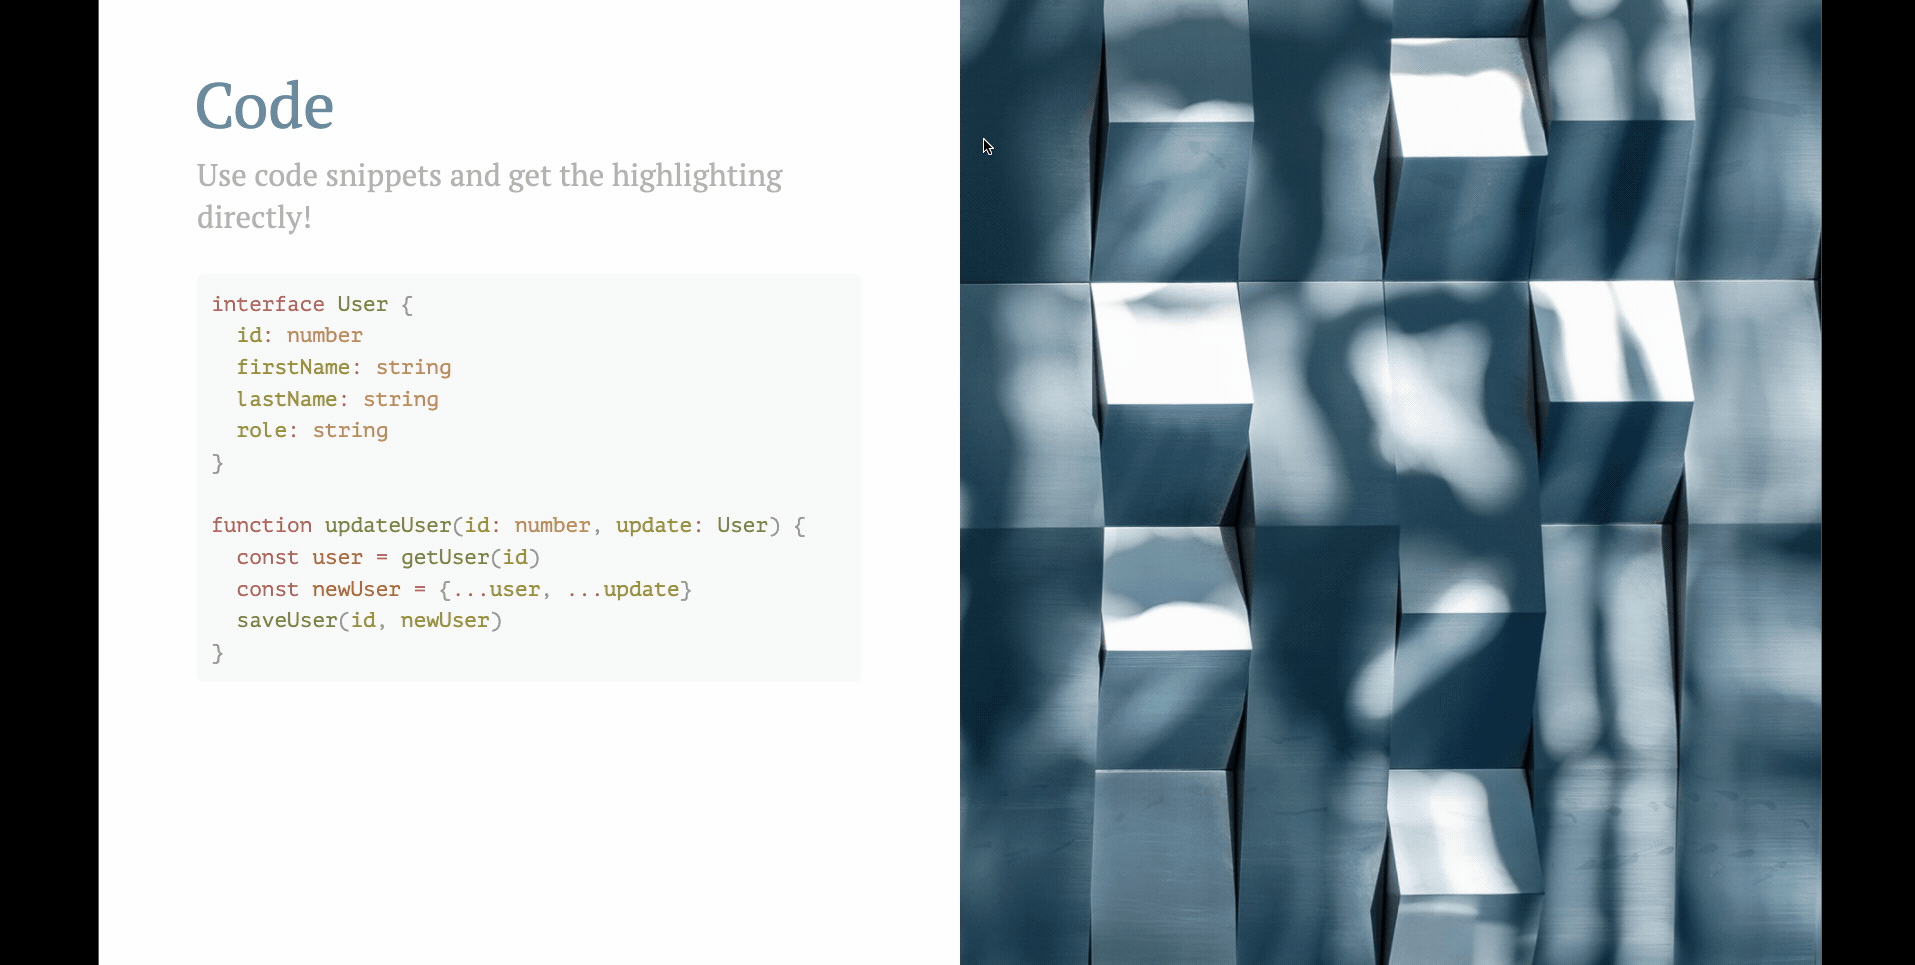 Code
Use code snippets and get the highlighting
directly!
interface User {
  id: number
  firstName: string
  lastName: string
  role: string
}
function updateUser(id: number, update: User) {
  const user = getUser(id)
  const newUser = {...user, ...update}
  saveUser(id, newUser)
}